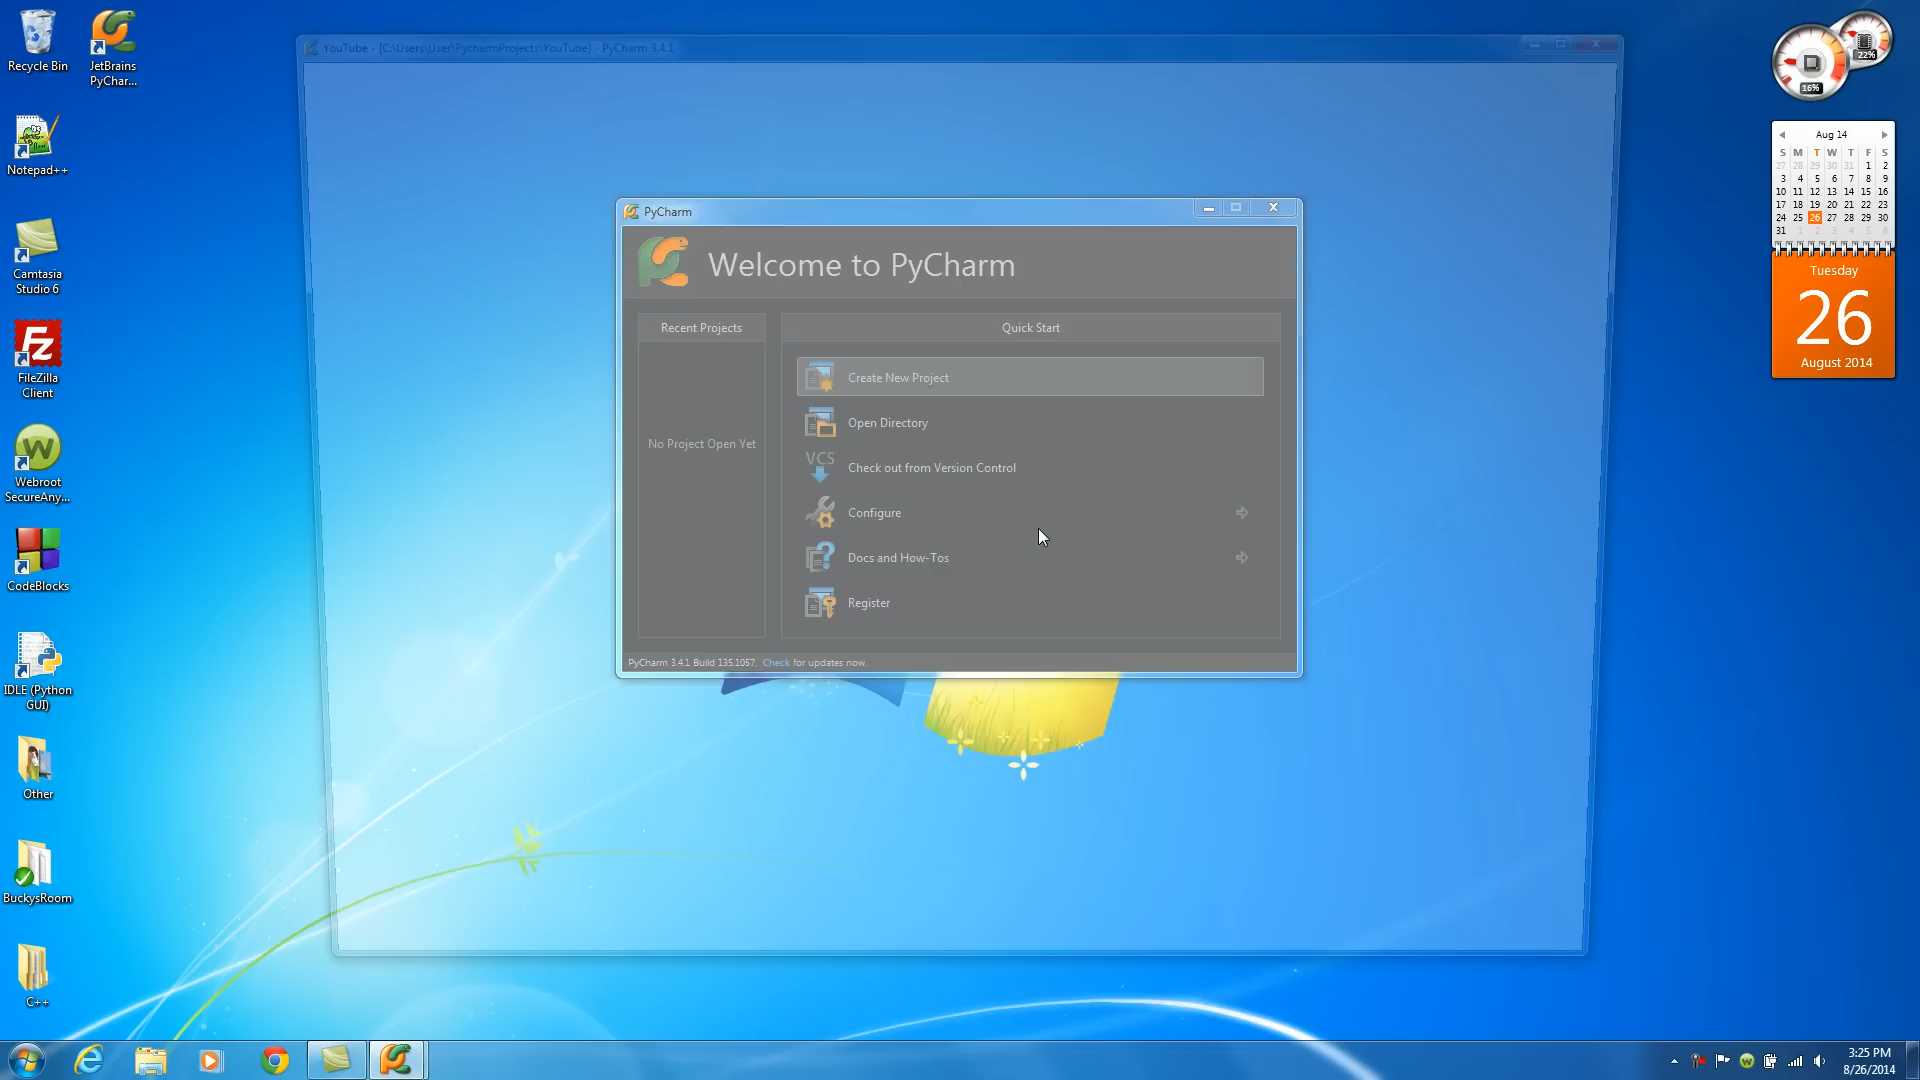 Recycle Bin
JetBrains
PyChar...
Notepad++
Camtasia
Studio 6
FileZilla
Client
Webroot
SecureAny...
CodeBlocks
IDLE (Python
GUI)
Other
BuckysRoom
C++
YouTube - [C:\Users\User\PycharmProjects\YouTube] - PyCharm 3.4.1
PyCharm
Welcome to PyCharm
Recent Projects
No Project Open Yet
Quick Start
Create New Project
Open Directory
VCS
Check out from Version Control
Configure
Docs and How-Tos
Register
PyCharm 3.4.1 Build 135.1057. Check for updates now.
22%
16%
Aug 14
S M T W T F S
27 28 29 30 31 1 2
3 4 5 6 7 8 9
10 11 12 13 14 15 16
17 18 19 20 21 22 23
24 25 26 27 28 29 30
31 1 2 3 4 5 6
Tuesday
26
August 2014
3:25 PM
8/26/2014